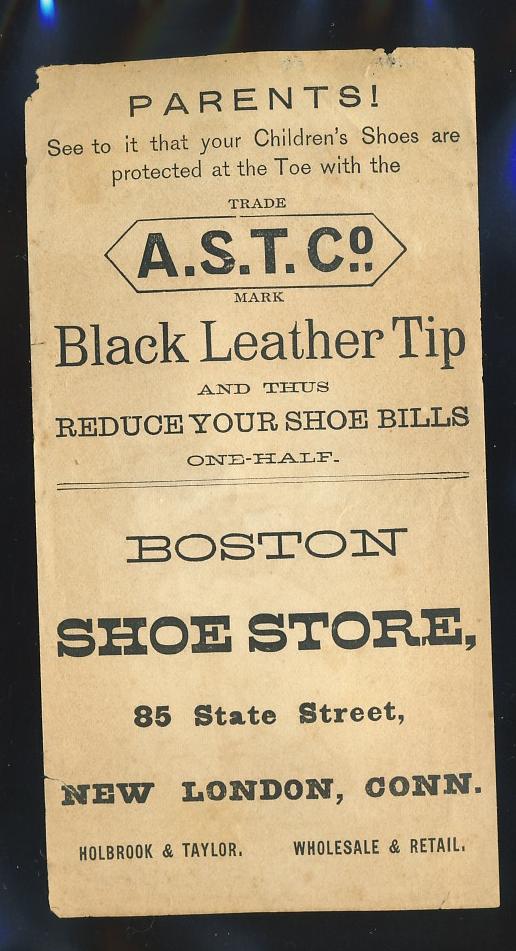 PARENTS!
See to it that your Children's Shoes are
protected at the Toe with the
TRADE
A.S.T. Co.
MARK
Black Leather Tip
AND THUS
REDUCE YOUR SHOE BILLS
ONE-HALF.
BOSTON
SHOE STORE,
85 State Street,
NEW LONDON, CONN.
HOLBROOK & TAYLOR. WHOLESALE & RETAIL.